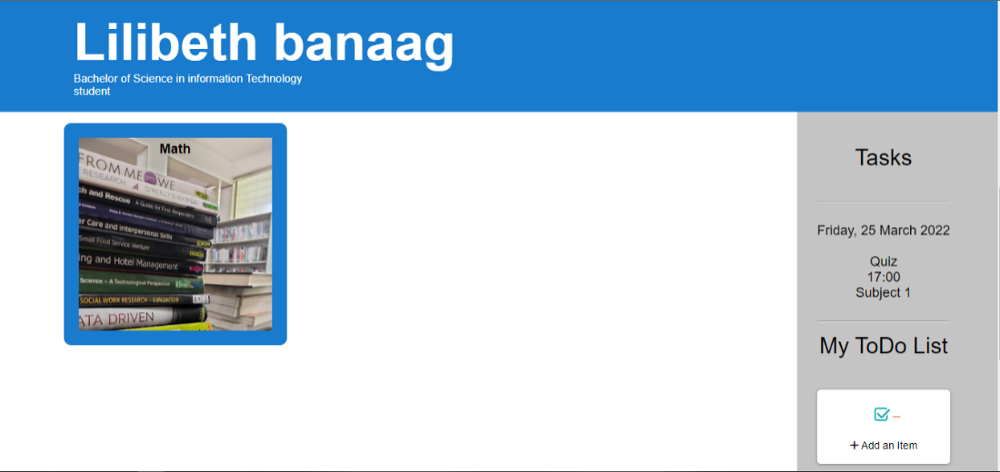 Lilibeth banaag
Bachelor of Science in information Technology
student
Math
FROM ME TO WE
RESEARCH
ch and Rescue A Guide for First Responders
er Care and Interpersonal Skills
Small Food Service Venture
ing and Hotel Management
Science – A Technological Perspective
SOCIAL WORK RESEARCH - EVALUATION
ATA DRIVEN
Tasks
Friday, 25 March 2022
Quiz
17:00
Subject 1
My ToDo List
+ Add an Item